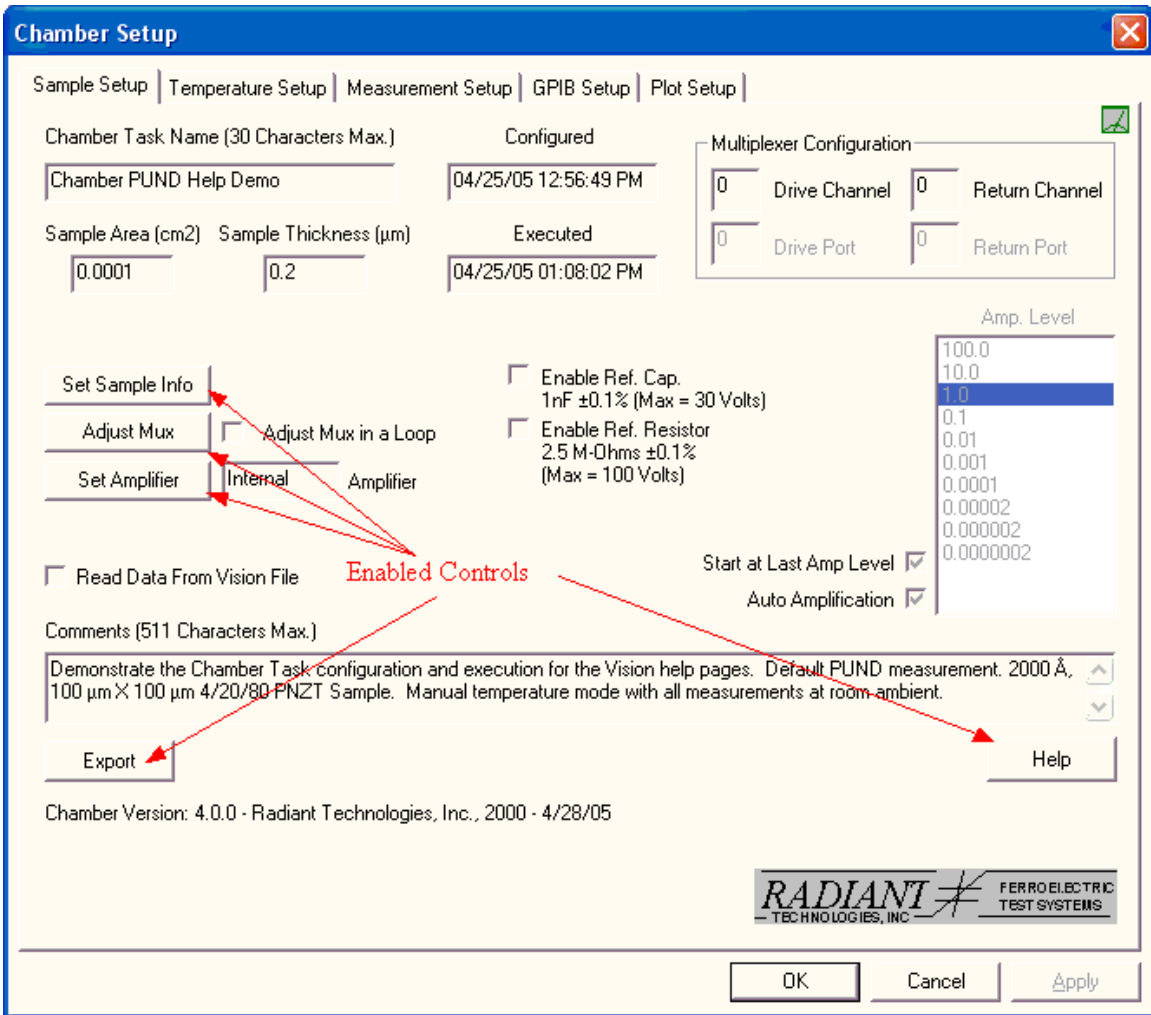 Chamber Setup
Sample Setup
Temperature Setup
Measurement Setup
GPIB Setup
Plot Setup
Chamber Task Name (30 Characters Max.)
Configured
Multiplexer Configuration
Chamber PUND Help Demo
04/25/05 12:56:49 PM
0
Drive Channel
0
Return Channel
Sample Area (cm2)
Sample Thickness (µm)
Executed
0
Drive Port
0
Return Port
0.0001
0.2
04/25/05 01:08:02 PM
Amp. Level
100.0
10.0
1.0
0.1
0.01
0.001
0.0001
0.00002
0.000002
0.0000002
Set Sample Info
Enable Ref. Cap.
1nF ±0.1% (Max = 30 Volts)
Adjust Mux
Adjust Mux in a Loop
Enable Ref. Resistor
2.5 M-Ohms ±0.1%
(Max = 100 Volts)
Set Amplifier
Internal
Amplifier
Start at Last Amp Level
Read Data From Vision File
Enabled Controls
Auto Amplification
Comments (511 Characters Max.)
Demonstrate the Chamber Task configuration and execution for the Vision help pages.  Default PUND measurement. 2000 Å,
100 µm X 100 µm 4/20/80 PNZT Sample.  Manual temperature mode with all measurements at room ambient.
Export
Help
Chamber Version: 4.0.0 - Radiant Technologies, Inc., 2000 - 4/28/05
RADIANT
TECHNOLOGIES, INC
FERROELECTRIC
TEST SYSTEMS
OK
Cancel
Apply